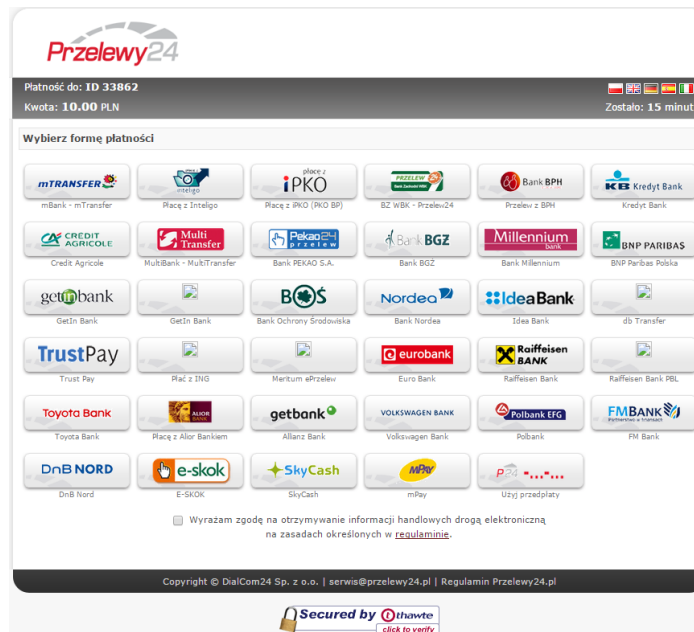 Przelewy24
Płatność do: ID 33862
Kwota: 10.00 PLN
Zostało: 15 minut
Wybierz formę płatności
mTRANSFER
inteligo
płacę z iPKO
PRZELEW 24
Bank Zachodni WBK
Bank BPH
KB Kredyt Bank
mBank - mTransfer
Płacę z Inteligo
Płacę z iPKO (PKO BP)
BZ WBK - Przelew24
Przelew z BPH
Kredyt Bank
CRÉDIT AGRICOLE
Multi Transfer
Pekao24 przelew
Bank BGŻ
Millennium bank
BNP PARIBAS
Credit Agricole
MultiBank - MultiTransfer
Bank PEKAO S.A.
Bank BGZ
Bank Millennium
BNP Paribas Polska
getinbank
BOŚ
Nordea
IdeaBank
GetIn Bank
GetIn Bank
Bank Ochrony Środowiska
Bank Nordea
Idea Bank
db Transfer
TrustPay
eurobank
Raiffeisen BANK
Trust Pay
Płać z ING
Meritum ePrzelew
Euro Bank
Raiffeisen Bank
Raiffeisen Bank PBL
Toyota Bank
ALIOR BANK
getbank
VOLKSWAGEN BANK
Polbank EFG
FMBANK
Toyota Bank
Płacę z Alior Bankiem
Allianz Bank
Volkswagen Bank
Polbank
FM Bank
DnB NORD
e-skok
SkyCash
mPay
P24 -...-...
DnB Nord
E-SKOK
SkyCash
mPay
Użyj przedpłaty
Wyrażam zgodę na otrzymywanie informacji handlowych drogą elektroniczną
na zasadach określonych w regulaminie.
Copyright © DialCom24 Sp. z o.o. | serwis@przelewy24.pl | Regulamin Przelewy24.pl
Secured by thawte
click to verify